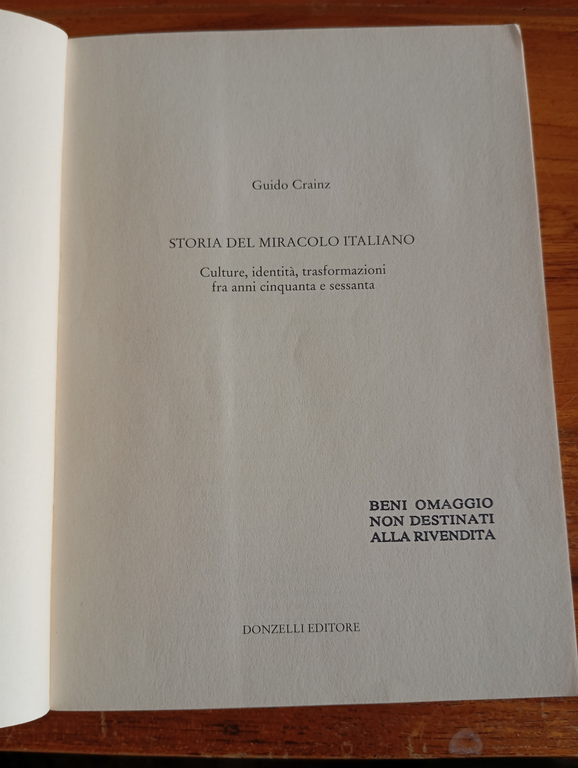 Guido Crainz
STORIA DEL MIRACOLO ITALIANO
Culture, identità, trasformazioni
fra anni cinquanta e sessanta
BENI OMAGGIO
NON DESTINATI
ALLA RIVENDITA
DONZELLI EDITORE